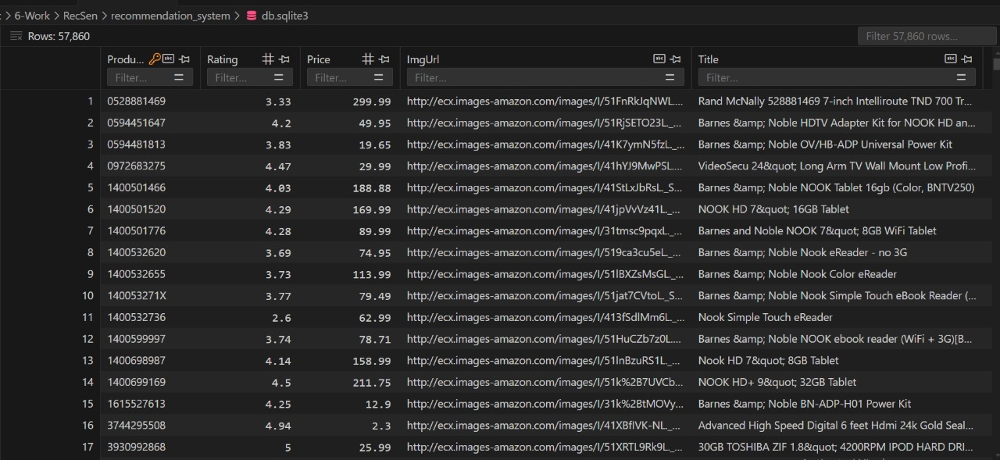 > 6-Work > RecSen > recommendation_system > db.sqlite3
Rows: 57,860 Filter 57,860 rows...
Produ... Rating Price ImgUrl Title
Filter... Filter... Filter... Filter... Filter...
1 0528881469 3.33 299.99 http://ecx.images-amazon.com/images/I/51FnRkJqNWL... Rand McNally 528881469 7-inch Intelliroute TND 700 Tr...
2 0594451647 4.2 49.95 http://ecx.images-amazon.com/images/I/51RjSETO23L._... Barnes &amp; Noble HDTV Adapter Kit for NOOK HD an...
3 0594481813 3.83 19.65 http://ecx.images-amazon.com/images/I/41K7ymN5fzL._... Barnes &amp; Noble OV/HB-ADP Universal Power Kit
4 0972683275 4.47 29.99 http://ecx.images-amazon.com/images/I/41hYJ9MwPSL... VideoSecu 24&quot; Long Arm TV Wall Mount Low Profi...
5 1400501466 4.03 188.88 http://ecx.images-amazon.com/images/I/41StLxJbRsL._S... Barnes &amp; Noble NOOK Tablet 16gb (Color, BNTV250)
6 1400501520 4.29 169.99 http://ecx.images-amazon.com/images/I/41jpVvVz41L._... NOOK HD 7&quot; 16GB Tablet
7 1400501776 4.28 89.99 http://ecx.images-amazon.com/images/I/31tmsc9pqxL._... Barnes and Noble NOOK 7&quot; 8GB WiFi Tablet
8 1400532620 3.69 74.95 http://ecx.images-amazon.com/images/I/519ca3cu5eL._... Barnes &amp; Noble Nook eReader - no 3G
9 1400532655 3.73 113.99 http://ecx.images-amazon.com/images/I/51lBXZsMsGL._... Barnes &amp; Noble Nook Color eReader
10 140053271X 3.77 79.49 http://ecx.images-amazon.com/images/I/51jat7CVtoL._S... Barnes &amp; Noble Nook Simple Touch eBook Reader (...
11 1400532736 2.6 62.99 http://ecx.images-amazon.com/images/I/413fSdlMm6L._... Nook Simple Touch eReader
12 1400599997 3.74 78.71 http://ecx.images-amazon.com/images/I/51HuCZb7z0L... Barnes &amp; Noble NOOK ebook reader (WiFi + 3G)[B...
13 1400698987 4.14 158.99 http://ecx.images-amazon.com/images/I/51lnBzuRS1L._... Nook HD 7&quot; 8GB Tablet
14 1400699169 4.5 211.75 http://ecx.images-amazon.com/images/I/51k%2B7UVCb... NOOK HD+ 9&quot; 32GB Tablet
15 1615527613 4.25 12.9 http://ecx.images-amazon.com/images/I/31k%2BtMOVy... Barnes &amp; Noble BN-ADP-H01 Power Kit
16 3744295508 4.94 2.3 http://ecx.images-amazon.com/images/I/41XBflVK-NL._... Advanced High Speed Digital 6 feet Hdmi 24k Gold Seal...
17 3930992868 5 25.99 http://ecx.images-amazon.com/images/I/51XRTL9Rk9L._... 30GB TOSHIBA ZIF 1.8&quot; 4200RPM IPOD HARD DRI...